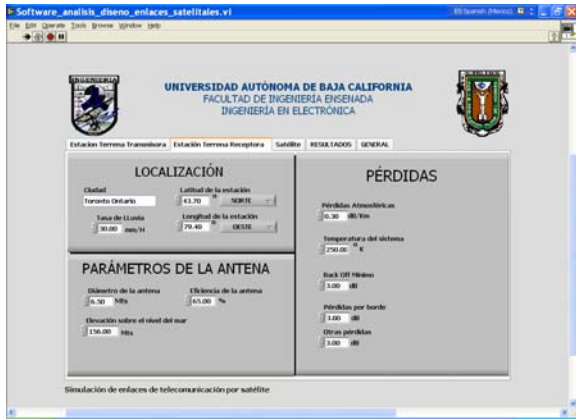 Software_analisis_diseno_enlaces_satelitales.vi
ES Spanish (Mexico)
File Edit Operate Tools Browse Window Help
INGENIERIA
UNIVERSIDAD AUTÓNOMA DE BAJA CALIFORNIA
FACULTAD DE INGENIERÍA ENSENADA
INGENIERÍA EN ELECTRÓNICA
Estacion Terrena Transmisora Estación Terrena Receptora Satélite RESULTADOS GENERAL
LOCALIZACIÓN
Ciudad Latitud de la estación
Toronto Ontario 43.70 º NORTE
Tasa de LLuvia Longitud de la estación
30.00 mm/H 79.40 º OESTE
PARÁMETROS DE LA ANTENA
Diámetro de la antena Eficiencia de la antena
6.50 Mts 65.00 %
Elevación sobre el nivel del mar
156.00 Mts
PÉRDIDAS
Pérdidas Atmosféricas
0.30 dB/Km
Temperatura del sistema
250.00 º K
Back Off Mínimo
3.00 dB
Pérdidas por borde
3.00 dB
Otras pérdidas
3.00 dB
Simulación de enlaces de telecomunicación por satélite